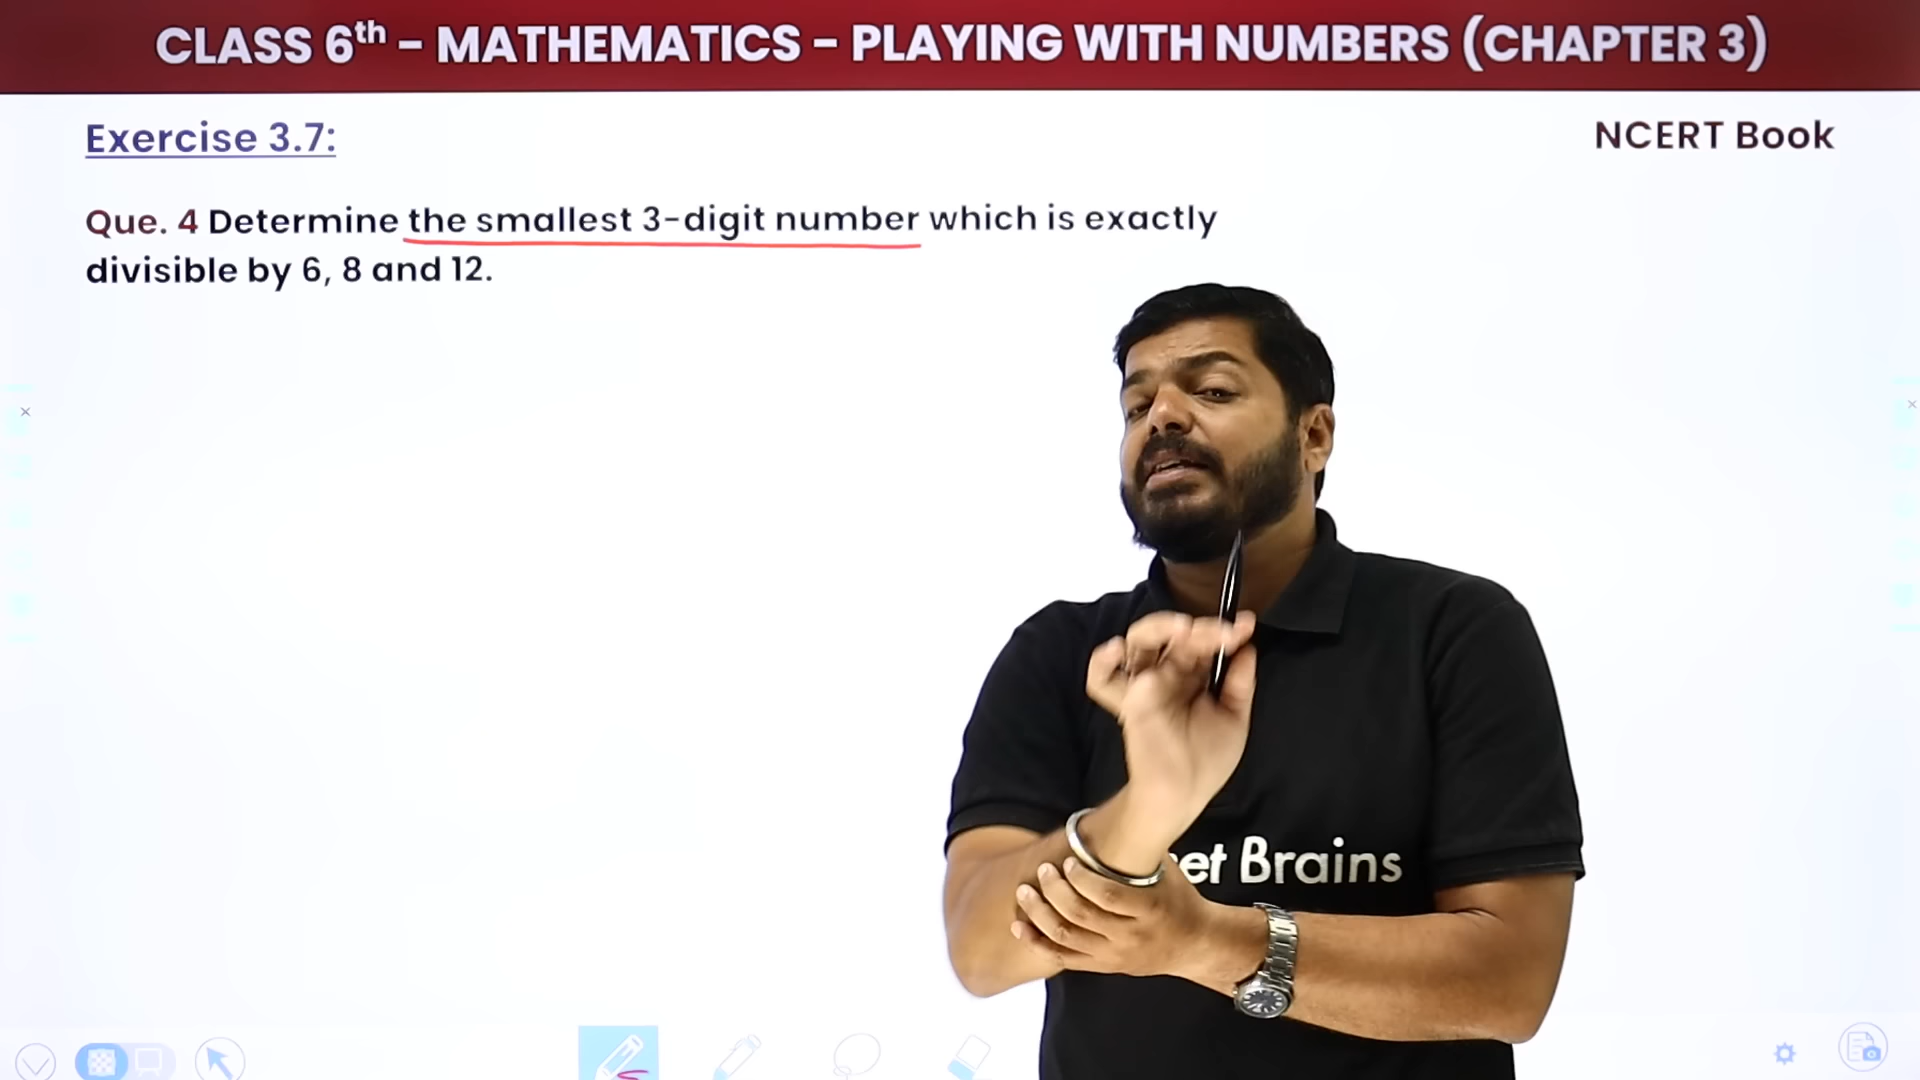 CLASS 6th - MATHEMATICS - PLAYING WITH NUMBERS (CHAPTER 3)
Exercise 3.7:
NCERT Book
Que. 4 Determine the smallest 3-digit number which is exactly
divisible by 6, 8 and 12.
et Brains